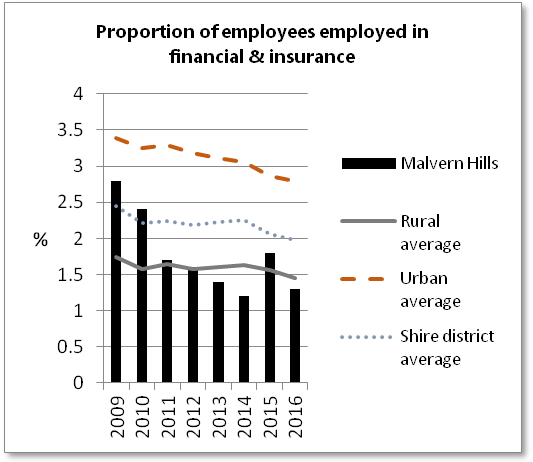 Proportion of employees employed in
financial & insurance
4
3.5
3
2.5
2
1.5
1
0.5
0
%
2009
2010
2011
2012
2013
2014
2015
2016
Malvern Hills
Rural
average
Urban
average
Shire district
average